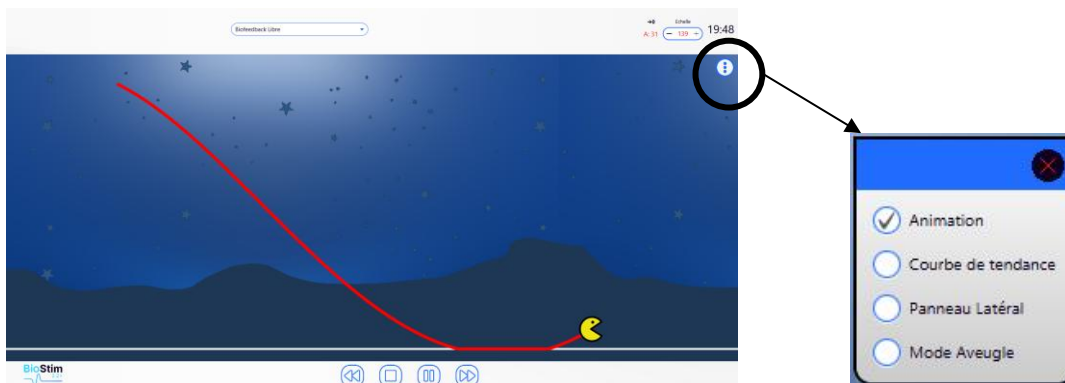 Biofeedback Libre
Echelle
A: 31 − 139 +
19:48
Animation
Courbe de tendance
Panneau Latéral
Mode Aveugle
BioStim